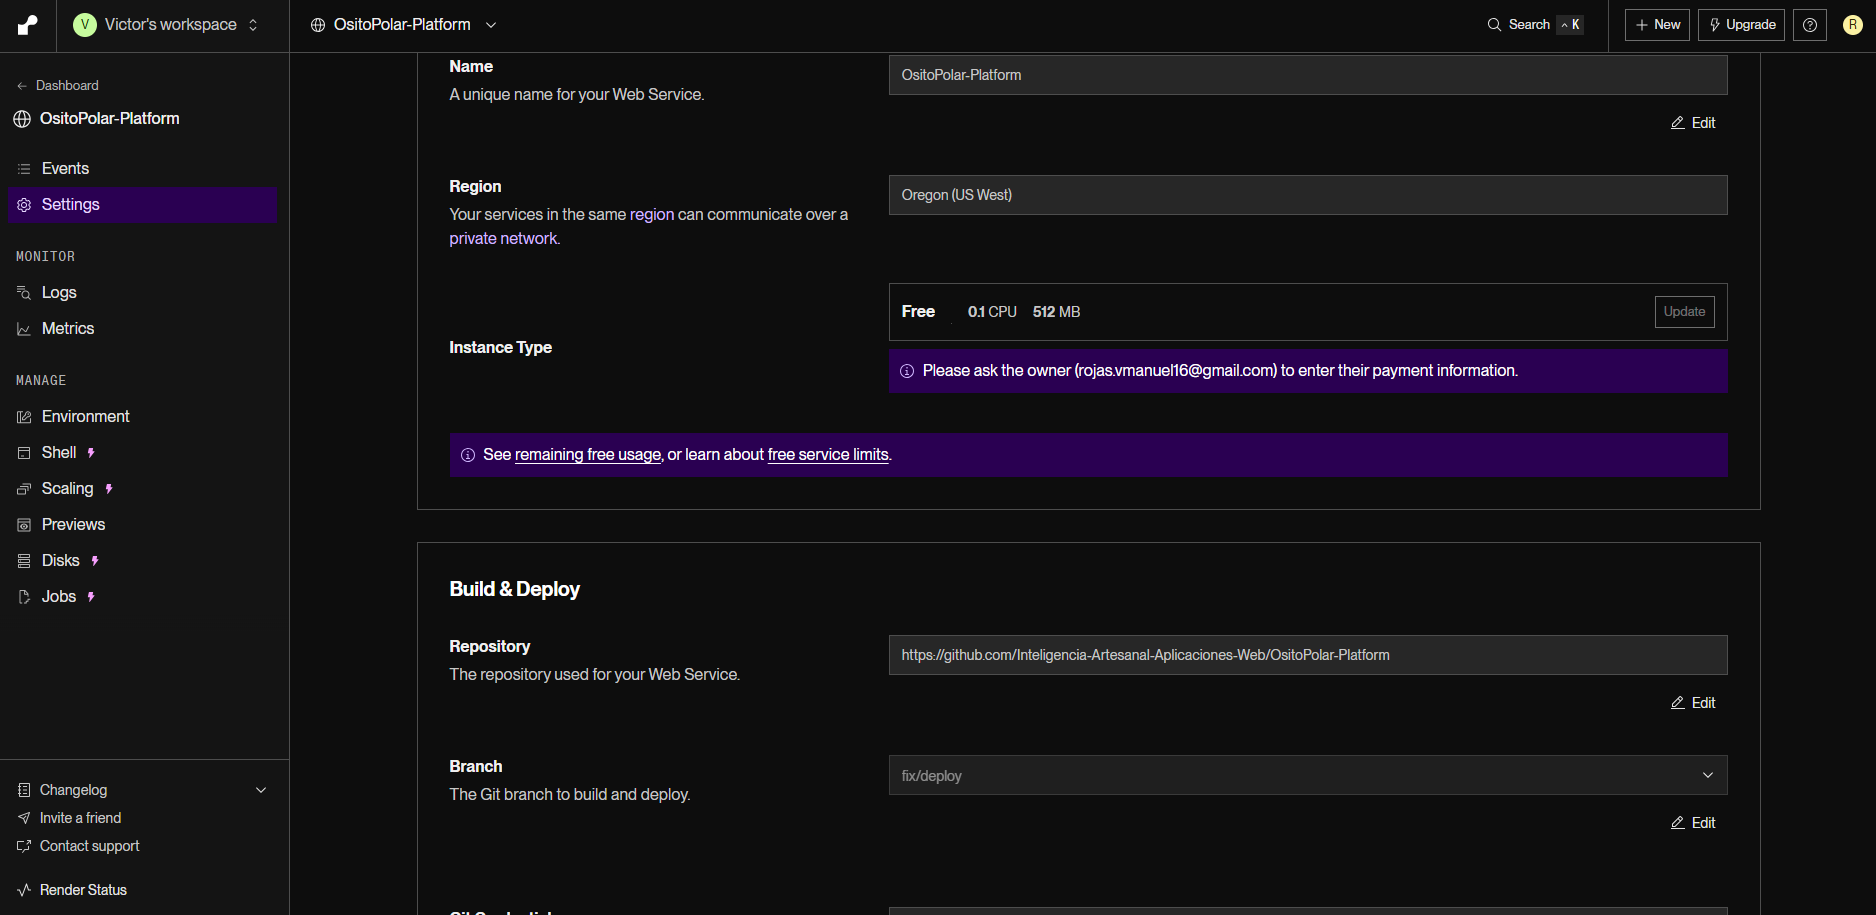 V Victor's workspace
OsitoPolar-Platform
Search K
New
Upgrade
R
Dashboard
OsitoPolar-Platform
Events
Settings
MONITOR
Logs
Metrics
MANAGE
Environment
Shell
Scaling
Previews
Disks
Jobs
Changelog
Invite a friend
Contact support
Render Status
Name
A unique name for your Web Service.
OsitoPolar-Platform
Edit
Region
Your services in the same region can communicate over a
private network.
Oregon (US West)
Instance Type
Free 0.1 CPU 512 MB
Update
Please ask the owner (rojas.vmanuel16@gmail.com) to enter their payment information.
See remaining free usage, or learn about free service limits.
Build & Deploy
Repository
The repository used for your Web Service.
https://github.com/Inteligencia-Artesanal-Aplicaciones-Web/OsitoPolar-Platform
Edit
Branch
The Git branch to build and deploy.
fix/deploy
Edit